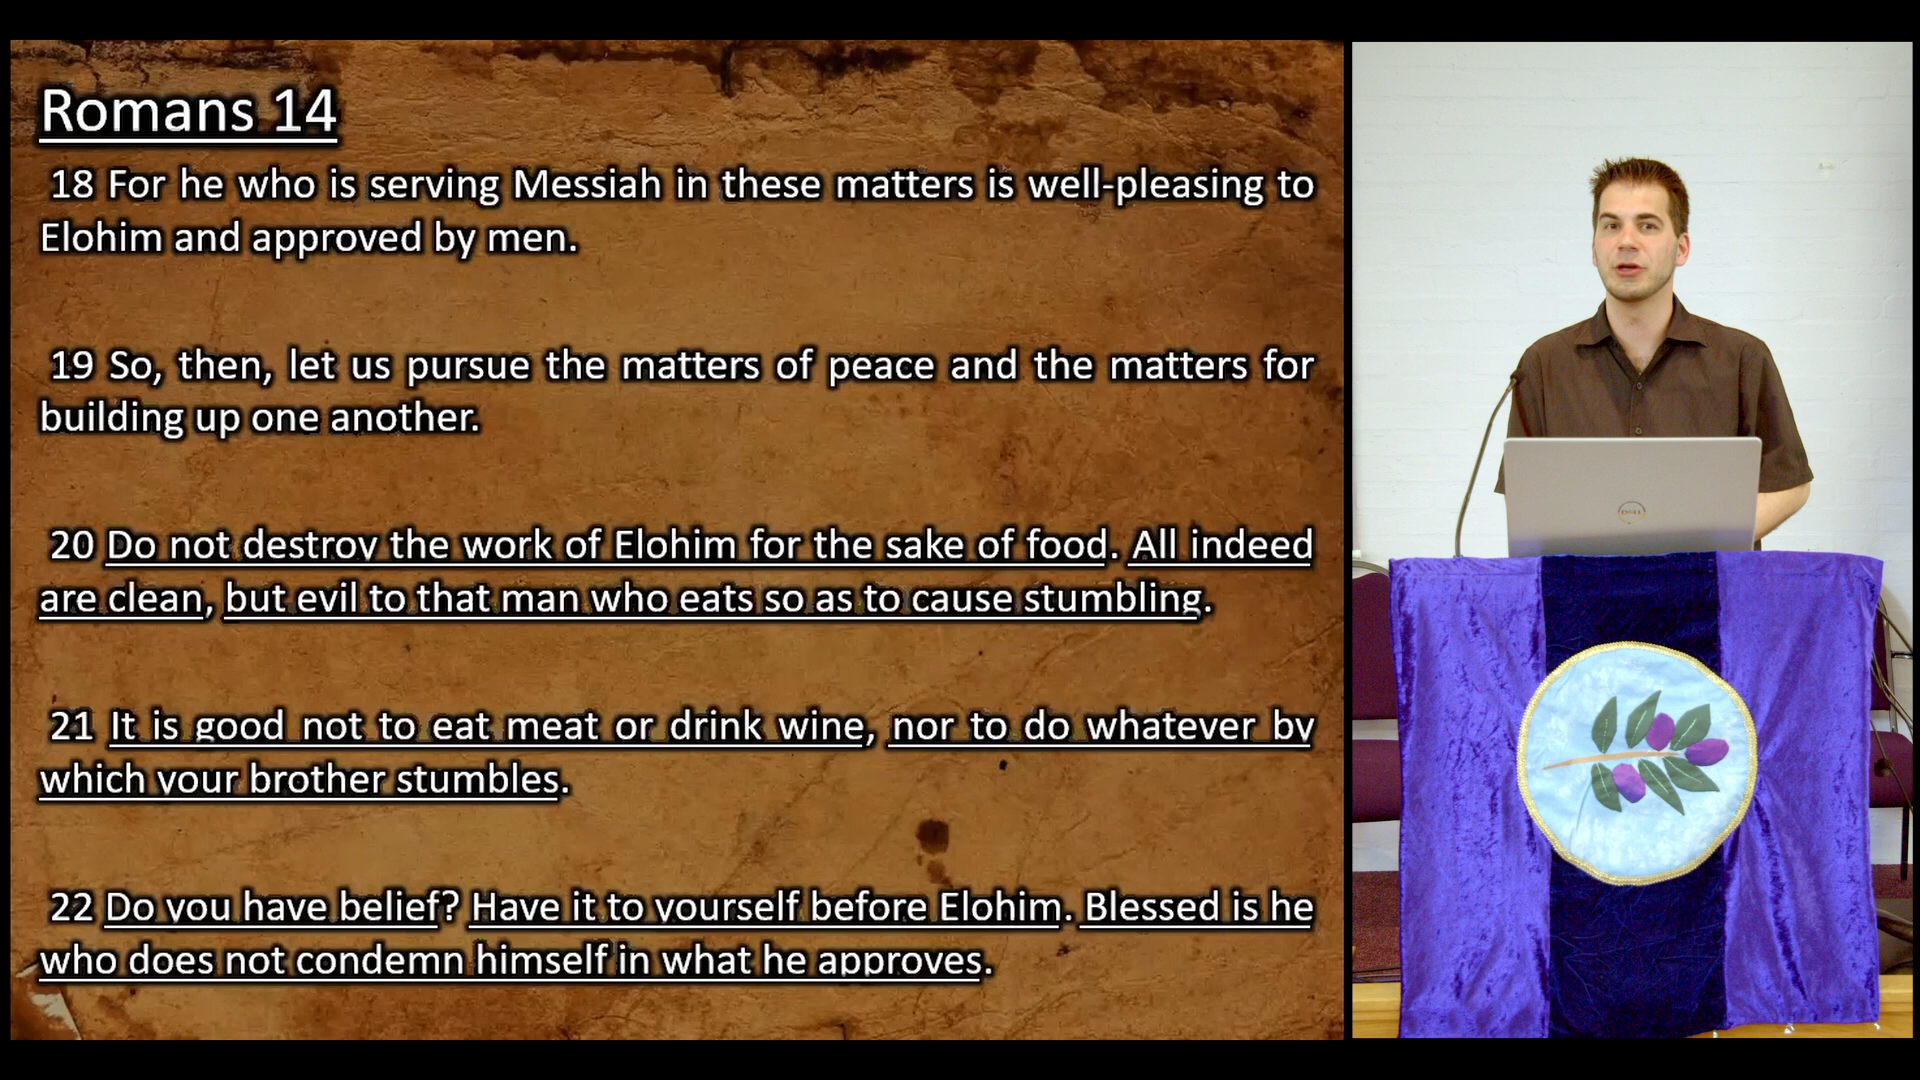 Romans 14
18 For he who is serving Messiah in these matters is well-pleasing to
Elohim and approved by men.
19 So, then, let us pursue the matters of peace and the matters for
building up one another.
20 Do not destroy the work of Elohim for the sake of food. All indeed
are clean, but evil to that man who eats so as to cause stumbling.
21 It is good not to eat meat or drink wine, nor to do whatever by
which your brother stumbles.
22 Do you have belief? Have it to yourself before Elohim. Blessed is he
who does not condemn himself in what he approves.
DELL